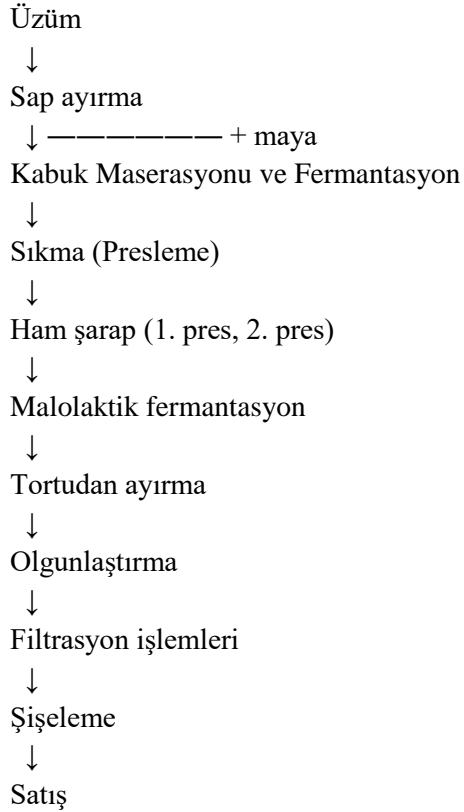 Üzüm
↓
Sap ayırma
↓ ——————— + maya
Kabuk Maserasyonu ve Fermantasyon
↓
Sıkma (Presleme)
↓
Ham şarap (1. pres, 2. pres)
↓
Malolaktik fermantasyon
↓
Tortudan ayırma
↓
Olgunlaştırma
↓
Filtrasyon işlemleri
↓
Şişeleme
↓
Satış